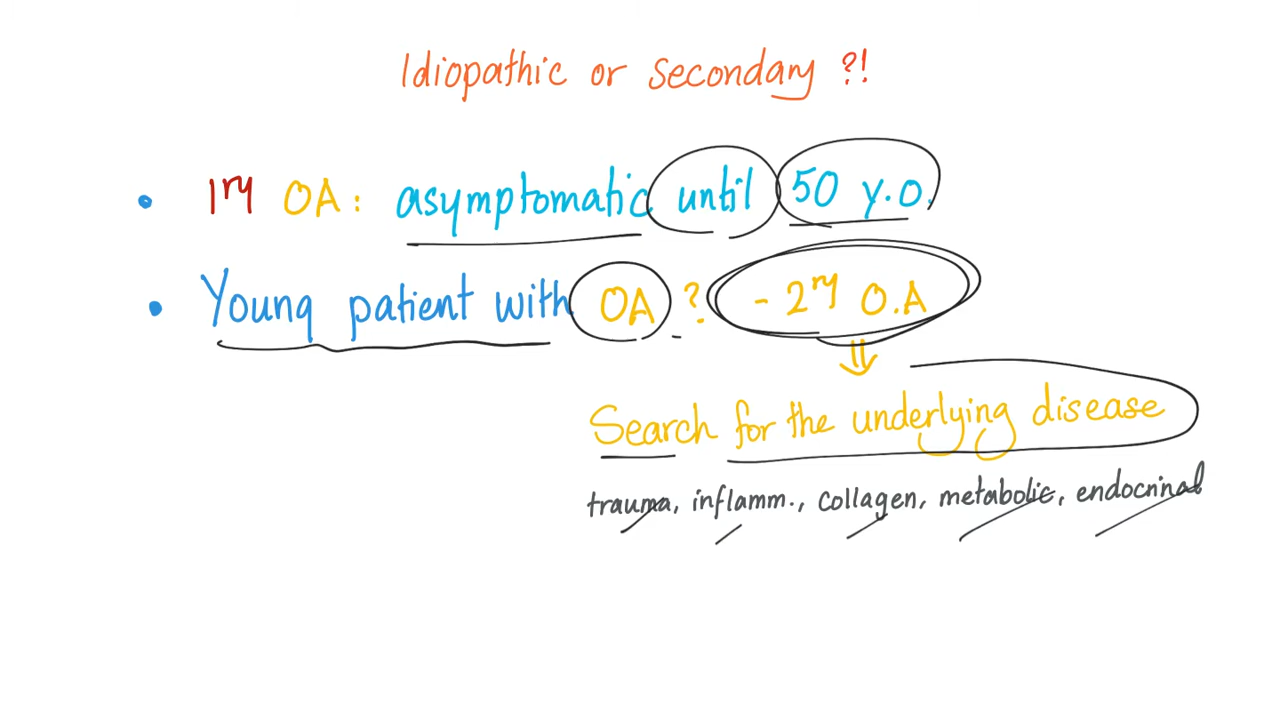 Idiopathic or secondary ?!
• 1ry OA: asymptomatic until 50 y.o.
• Young patient with OA ? - 2ry O.A
⇓
Search for the underlying disease
trauma, inflamm., collagen, metabolic, endocrinal